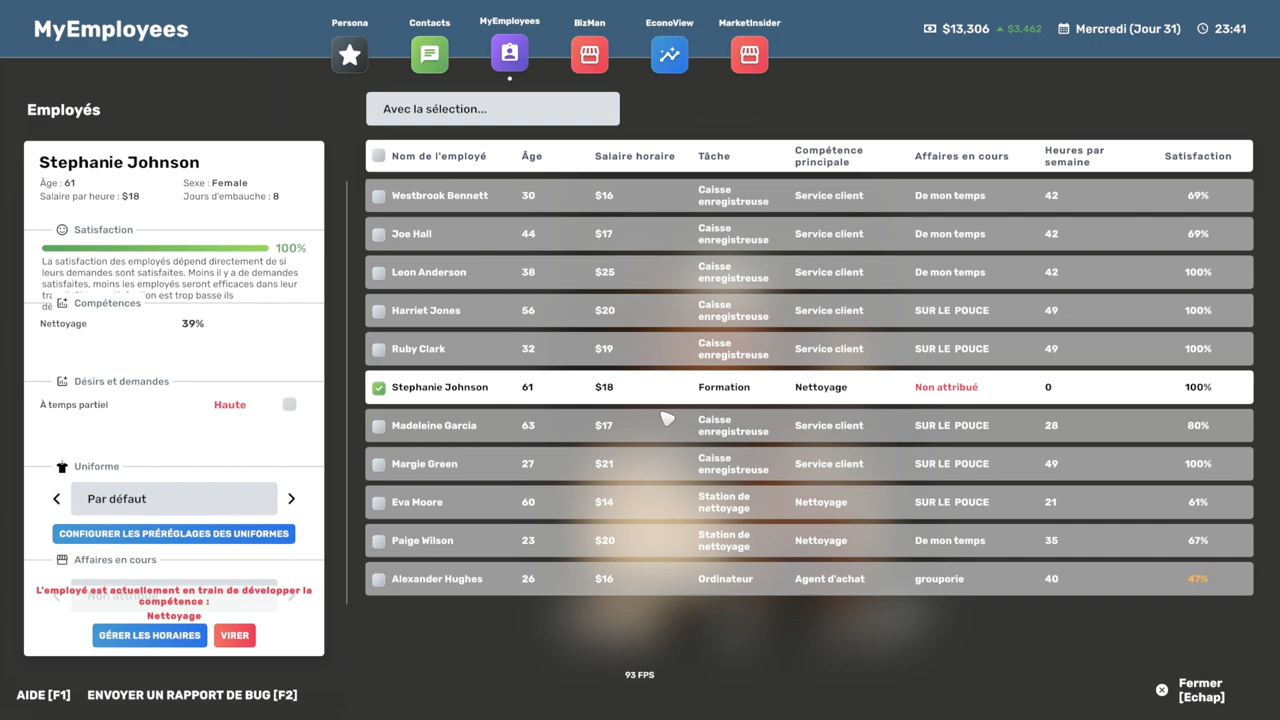 MyEmployees
Persona
Contacts
MyEmployees
BizMan
EconoView
MarketInsider
$13,306 ▲ $3.462
Mercredi (Jour 31)
23:41
Employés
Avec la sélection...
Stephanie Johnson
Âge : 61
Sexe : Female
Salaire par heure : $18
Jours d'embauche : 8
Satisfaction
100%
La satisfaction des employés dépend directement de si
leurs demandes sont satisfaites. Moins il y a de demandes
satisfaites, moins les employés seront efficaces dans leur
est trop basse ils
Compétences
Nettoyage 39%
Désirs et demandes
À temps partiel Haute
Uniforme
Par défaut
CONFIGURER LES PRÉRÉGLAGES DES UNIFORMES
Affaires en cours
L'employé est actuellement en train de développer la
compétence :
Nettoyage
GÉRER LES HORAIRES
VIRER
Nom de l'employé Âge Salaire horaire Tâche Compétence principale Affaires en cours Heures par semaine Satisfaction
Westbrook Bennett 30 $16 Caisse enregistreuse Service client De mon temps 42 69%
Joe Hall 44 $17 Caisse enregistreuse Service client De mon temps 42 69%
Leon Anderson 38 $25 Caisse enregistreuse Service client De mon temps 42 100%
Harriet Jones 56 $20 Caisse enregistreuse Service client SUR LE POUCE 49 100%
Ruby Clark 32 $19 Caisse enregistreuse Service client SUR LE POUCE 49 100%
Stephanie Johnson 61 $18 Formation Nettoyage Non attribué 0 100%
Madeleine Garcia 63 $17 Caisse enregistreuse Service client SUR LE POUCE 28 80%
Margie Green 27 $21 Caisse enregistreuse Service client SUR LE POUCE 49 100%
Eva Moore 60 $14 Station de nettoyage Nettoyage SUR LE POUCE 21 61%
Paige Wilson 23 $20 Station de nettoyage Nettoyage De mon temps 35 67%
Alexander Hughes 26 $16 Ordinateur Agent d'achat grouporie 40 47%
93 FPS
AIDE [F1]
ENVOYER UN RAPPORT DE BUG [F2]
Fermer
[Echap]